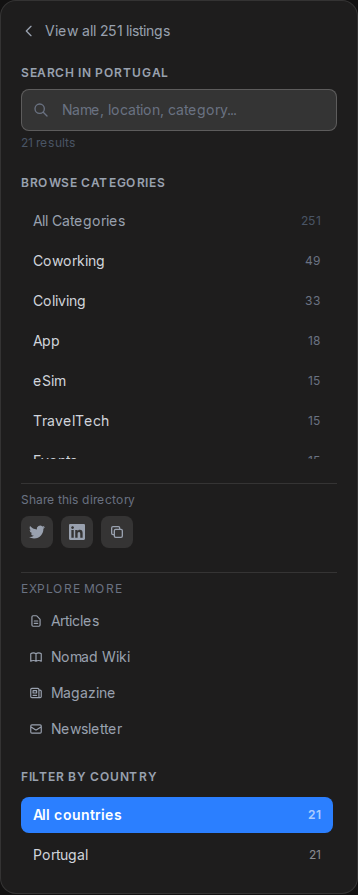 View all 251 listings
SEARCH IN PORTUGAL
Name, location, category...
21 results
BROWSE CATEGORIES
All Categories 251
Coworking 49
Coliving 33
App 18
eSim 15
TravelTech 15
Events 15
Share this directory
EXPLORE MORE
Articles
Nomad Wiki
Magazine
Newsletter
FILTER BY COUNTRY
All countries 21
Portugal 21